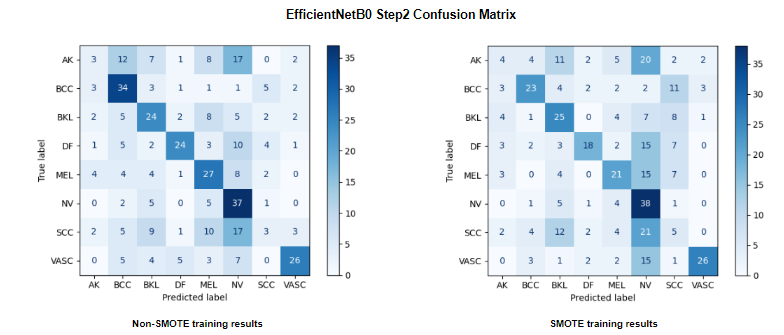 EfficientNetB0 Step2 Confusion Matrix
AK 3 12 7 1 8 17 0 2
BCC 3 34 3 1 1 1 5 2
BKL 2 5 24 2 8 5 2 2
DF 1 5 2 24 3 10 4 1
MEL 4 4 4 1 27 8 2 0
NV 0 2 5 0 5 37 1 0
SCC 2 5 9 1 10 17 3 3
VASC 0 5 4 5 3 7 0 26
AK BCC BKL DF MEL NV SCC VASC
Predicted label
True label
35
30
25
20
15
10
5
0
Non-SMOTE training results
AK 4 4 11 2 5 20 2 2
BCC 3 23 4 2 2 2 11 3
BKL 4 1 25 0 4 7 8 1
DF 3 2 3 18 2 15 7 0
MEL 3 0 4 0 21 15 7 0
NV 0 1 5 1 4 38 1 0
SCC 2 4 12 2 4 21 5 0
VASC 0 3 1 2 2 15 1 26
AK BCC BKL DF MEL NV SCC VASC
Predicted label
True label
35
30
25
20
15
10
5
0
SMOTE training results